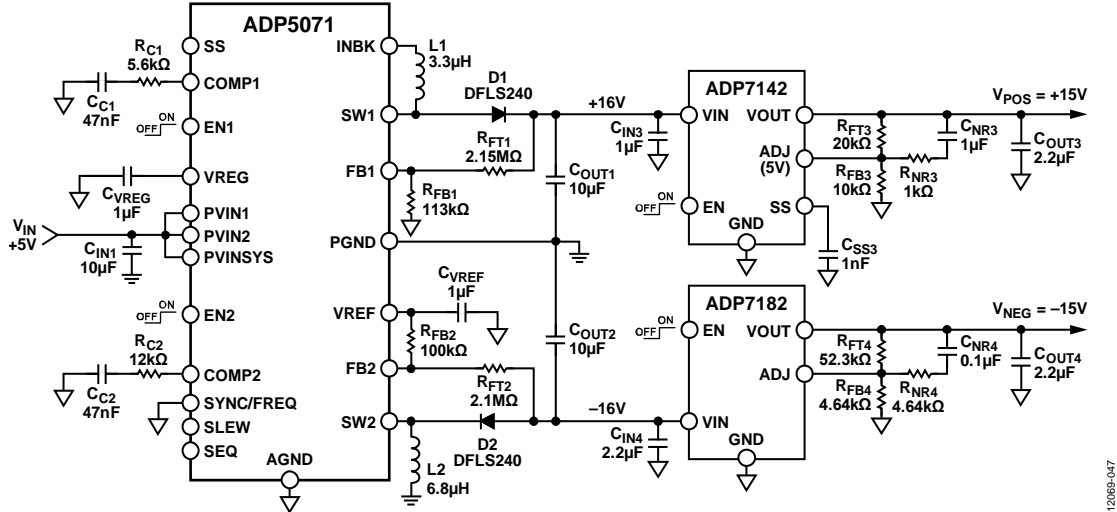 ADP5071
SS
RC1
5.6kΩ
COMP1
CC1
47nF
ON
OFF
EN1
VREG
CVREG
1µF
PVIN1
VIN
+5V
PVIN2
CIN1
10µF
PVINSYS
ON
OFF
EN2
RC2
12kΩ
COMP2
CC2
47nF
SYNC/FREQ
SLEW
SEQ
AGND
INBK
L1
3.3µH
D1
DFLS240
SW1
RFT1
2.15MΩ
FB1
RFB1
113kΩ
PGND
CVREF
1µF
VREF
RFB2
100kΩ
FB2
RFT2
2.1MΩ
SW2
D2
DFLS240
L2
6.8µH
+16V
COUT1
10µF
COUT2
10µF
–16V
CIN3
1µF
ON
OFF
ADP7142
VIN
VOUT
ADJ
(5V)
EN
SS
GND
RFT3
20kΩ
RFB3
10kΩ
CNR3
1µF
RNR3
1kΩ
CSS3
1nF
VPOS = +15V
COUT3
2.2µF
CIN4
2.2µF
ON
OFF
ADP7182
EN
VOUT
ADJ
VIN
GND
RFT4
52.3kΩ
RFB4
4.64kΩ
CNR4
0.1µF
RNR4
4.64kΩ
VNEG = –15V
COUT4
2.2µF
12069-047